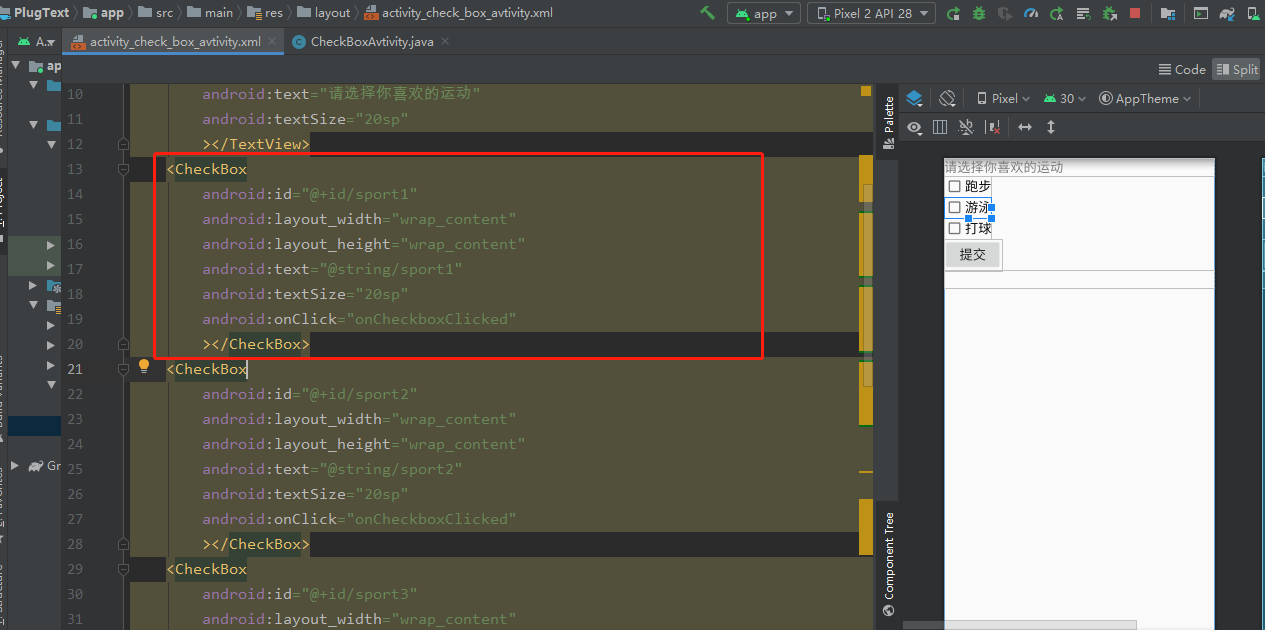 PlugText app src main res layout activity_check_box_avtivity.xml app Pixel 2 API 28
A.. activity_check_box_avtivity.xml CheckBoxAvtivity.java
ap
Code Split
Palette
Pixel 30 AppTheme
10 android:text="请选择你喜欢的运动"
11 android:textSize="20sp"
12 ></TextView>
13 <CheckBox
14 android:id="@+id/sport1"
15 android:layout_width="wrap_content"
16 android:layout_height="wrap_content"
17 android:text="@string/sport1"
18 android:textSize="20sp"
19 android:onClick="onCheckboxClicked"
20 ></CheckBox>
21 <CheckBox
22 android:id="@+id/sport2"
23 android:layout_width="wrap_content"
24 android:layout_height="wrap_content"
25 android:text="@string/sport2"
26 android:textSize="20sp"
27 android:onClick="onCheckboxClicked"
28 ></CheckBox>
29 <CheckBox
30 android:id="@+id/sport3"
31 android:layout_width="wrap_content"
Gr
Component Tree
请选择你喜欢的运动
跑步
游泳
打球
提交